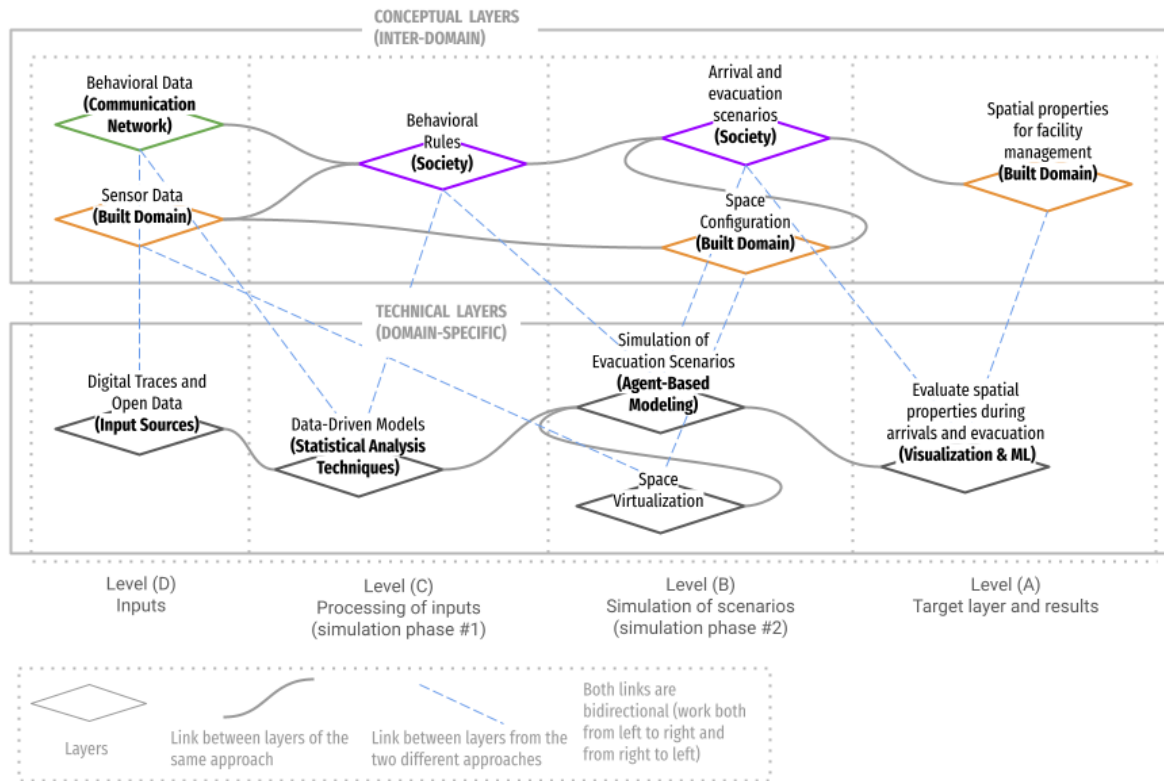 CONCEPTUAL LAYERS
(INTER-DOMAIN)
Behavioral Data
(Communication
Network)
Sensor Data
(Built Domain)
Behavioral
Rules
(Society)
Arrival and
evacuation
scenarios
(Society)
Space
Configuration
(Built Domain)
Spatial properties
for facility
management
(Built Domain)
TECHNICAL LAYERS
(DOMAIN-SPECIFIC)
Digital Traces and
Open Data
(Input Sources)
Data-Driven Models
(Statistical Analysis
Techniques)
Simulation of
Evacuation Scenarios
(Agent-Based
Modeling)
Space
Virtualization
Evaluate spatial
properties during
arrivals and evacuation
(Visualization & ML)
Level (D)
Inputs
Level (C)
Processing of inputs
(simulation phase #1)
Level (B)
Simulation of scenarios
(simulation phase #2)
Level (A)
Target layer and results
Layers
Link between layers of the
same approach
Link between layers from the
two different approaches
Both links are
bidirectional (work both
from left to right and
from right to left)